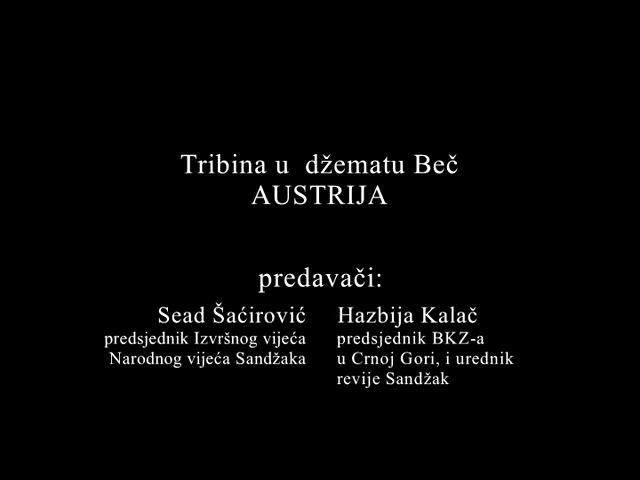 Tribina u džematu Beč
AUSTRIJA
predavači:
Sead Šaćirović
predsjednik Izvršnog vijeća
Narodnog vijeća Sandžaka
Hazbija Kalač
predsjednik BKZ-a
u Crnoj Gori, i urednik
revije Sandžak